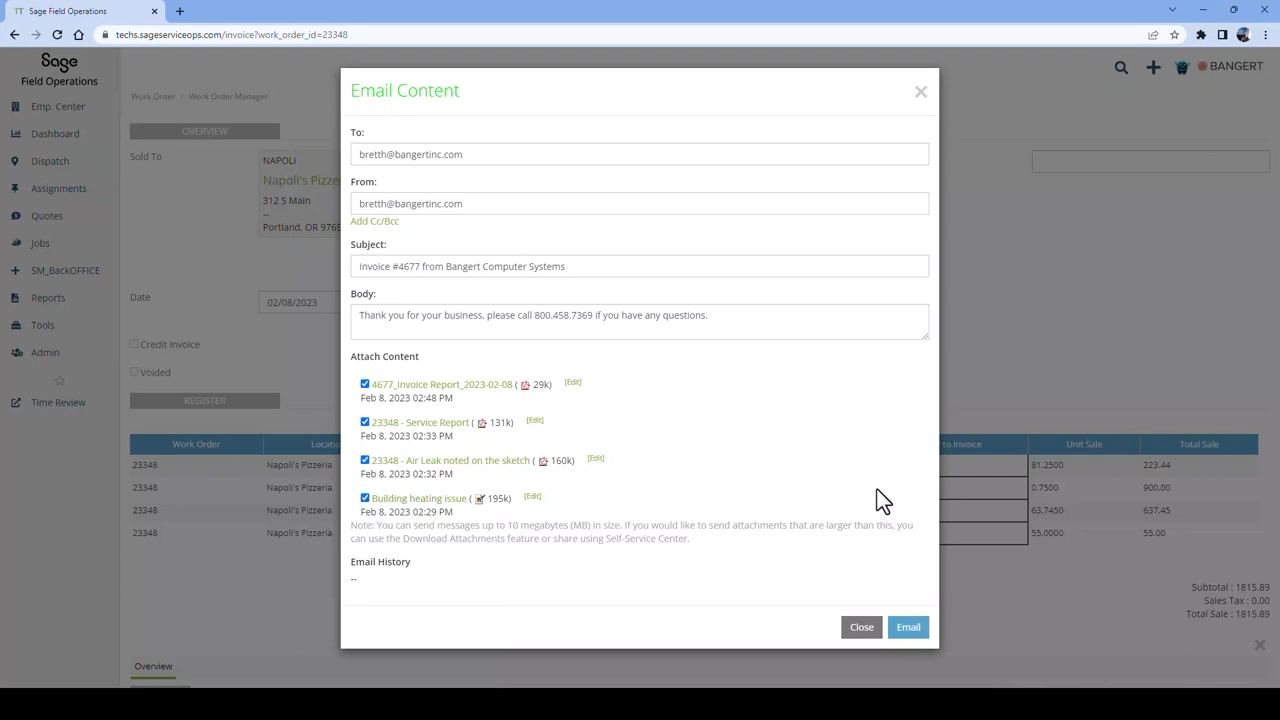 Sage Field Operations
techs.sageserviceops.com/invoice?work_order_id=23348
Sage
Field Operations
BANGERT
Emp. Center
Dashboard
Dispatch
Assignments
Quotes
Jobs
SM_BackOFFICE
Reports
Tools
Admin
Time Review
Work Order / Work Order Manager
OVERVIEW
Sold To
NAPOLI
Napoli's Pizze
312 S Main
--
Portland, OR 9765
Date
02/08/2023
Credit Invoice
Voided
REGISTER
Email Content
To:
bretth@bangertinc.com
From:
bretth@bangertinc.com
Add Cc/Bcc
Subject:
Invoice #4677 from Bangert Computer Systems
Body:
Thank you for your business, please call 800.458.7369 if you have any questions.
Attach Content
4677_Invoice Report_2023-02-08 ( 29k) [Edit]
Feb 8, 2023 02:48 PM
23348 - Service Report ( 131k) [Edit]
Feb 8, 2023 02:33 PM
23348 - Air Leak noted on the sketch ( 160k) [Edit]
Feb 8, 2023 02:32 PM
Building heating issue ( 195k) [Edit]
Feb 8, 2023 02:29 PM
Note: You can send messages up to 10 megabytes (MB) in size. If you would like to send attachments that are larger than this, you
can use the Download Attachments feature or share using Self-Service Center.
Email History
--
Close Email
Work Order Locatio to Invoice Unit Sale Total Sale
23348 Napoli's Pizzeria 81.2500 223.44
23348 Napoli's Pizzeria 0.7500 900.00
23348 Napoli's Pizzeria 63.7450 637.45
23348 Napoli's Pizzeria 55.0000 55.00
Subtotal : 1815.89
Sales Tax : 0.00
Total Sale : 1815.89
Overview